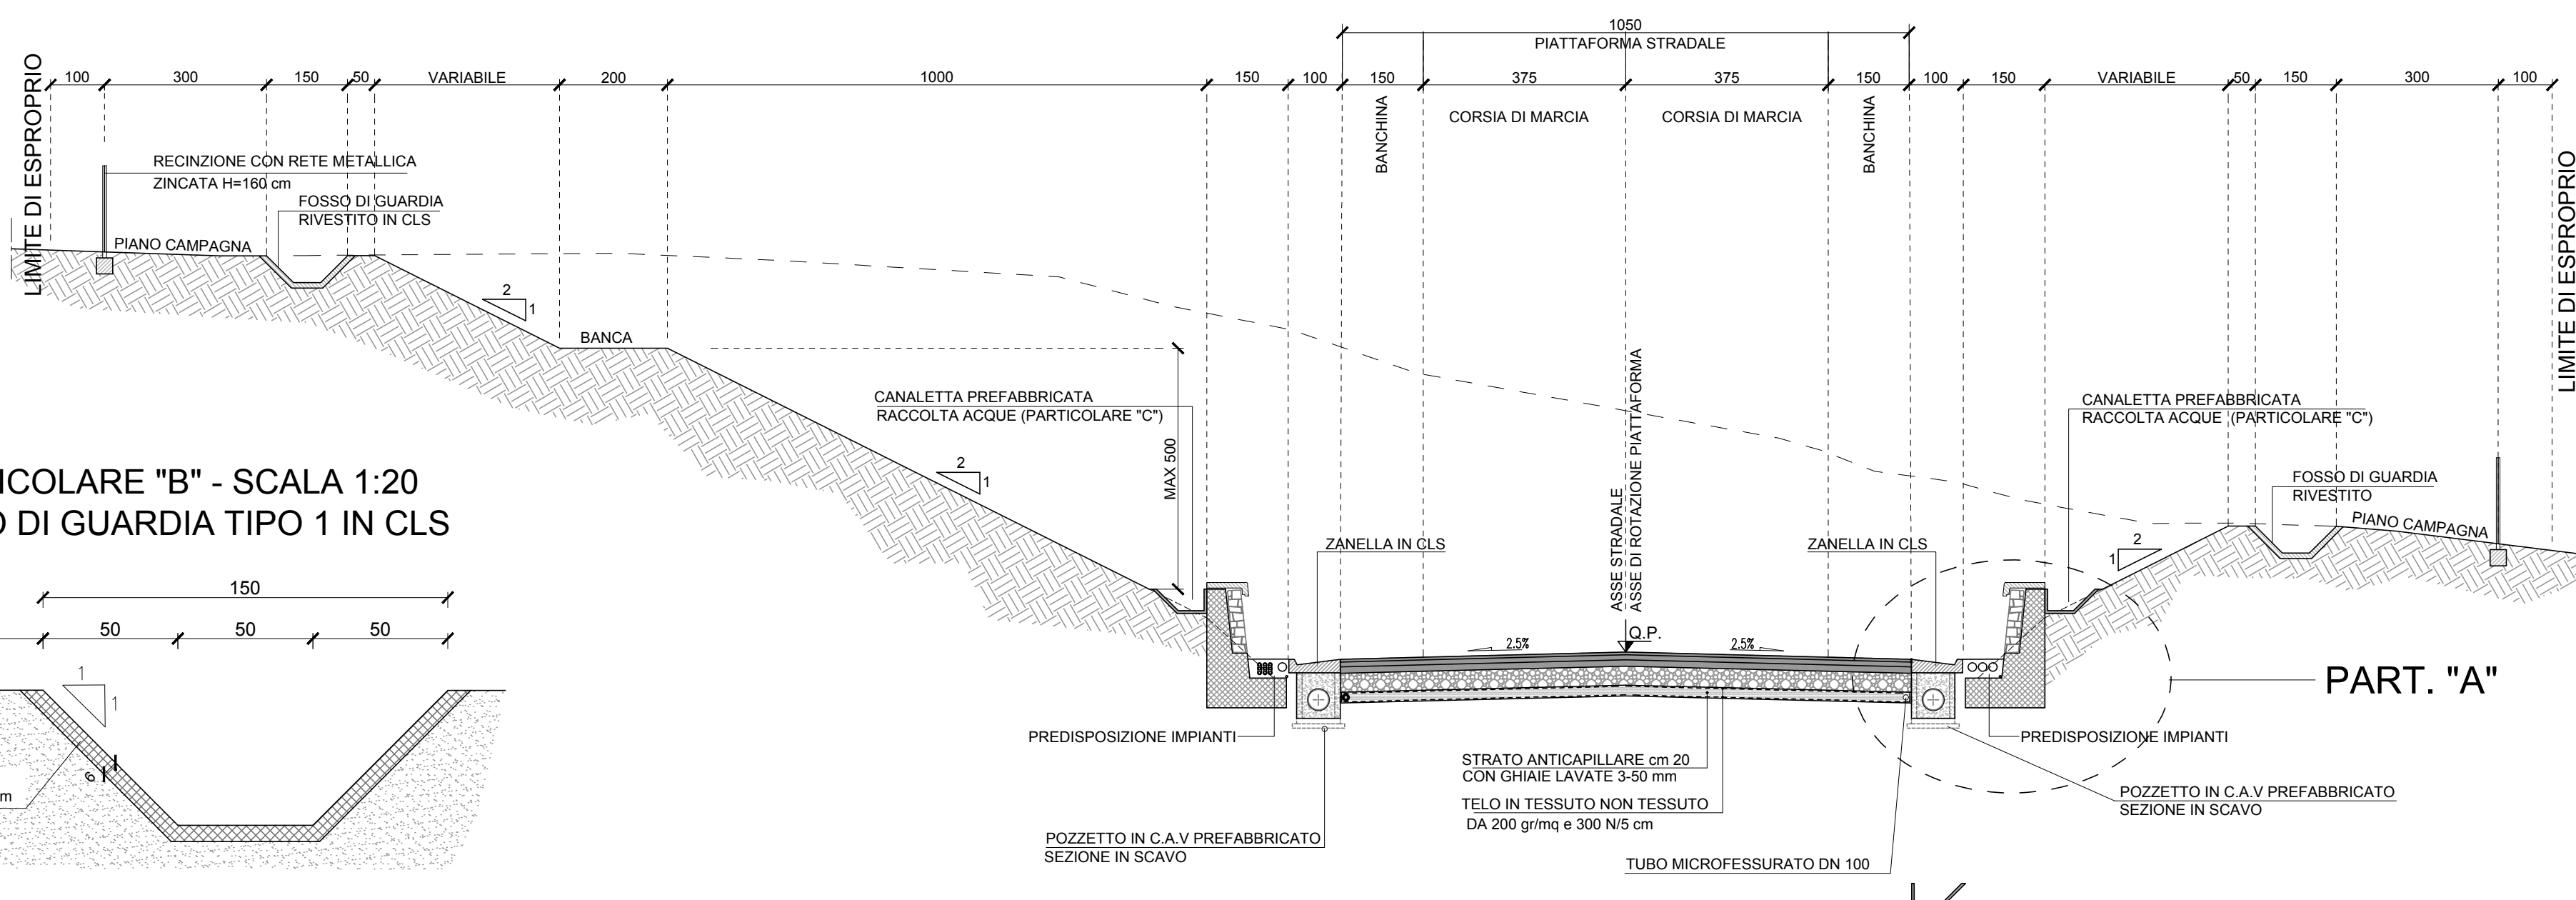 1050
PIATTAFORMA STRADALE
100 300 150 50 VARIABILE 200 1000 150 100 150 375 375 150 100 150 VARIABILE 50 150 300 100
LIMITE DI ESPROPRIO
BANCHINA
CORSIA DI MARCIA
CORSIA DI MARCIA
BANCHINA
LIMITE DI ESPROPRIO
RECINZIONE CON RETE METALLICA
ZINCATA H=160 cm
FOSSO DI GUARDIA
RIVESTITO IN CLS
PIANO CAMPAGNA
2
1
BANCA
CANALETTA PREFABBRICATA
RACCOLTA ACQUE (PARTICOLARE "C")
MAX 500
2
1
ASSE STRADALE
ASSE DI ROTAZIONE PIATTAFORMA
CANALETTA PREFABBRICATA
RACCOLTA ACQUE (PARTICOLARE "C")
FOSSO DI GUARDIA
RIVESTITO
PIANO CAMPAGNA
2
1
ICOLARE "B" - SCALA 1:20
DI GUARDIA TIPO 1 IN CLS
ZANELLA IN CLS
ZANELLA IN CLS
Q.P.
2.5%
2.5%
150
50 50 50
1
1
6
m
PART. "A"
PREDISPOSIZIONE IMPIANTI
PREDISPOSIZIONE IMPIANTI
STRATO ANTICAPILLARE cm 20
CON GHIAIE LAVATE 3-50 mm
TELO IN TESSUTO NON TESSUTO
DA 200 gr/mq e 300 N/5 cm
POZZETTO IN C.A.V PREFABBRICATO
SEZIONE IN SCAVO
POZZETTO IN C.A.V PREFABBRICATO
SEZIONE IN SCAVO
TUBO MICROFESSURATO DN 100